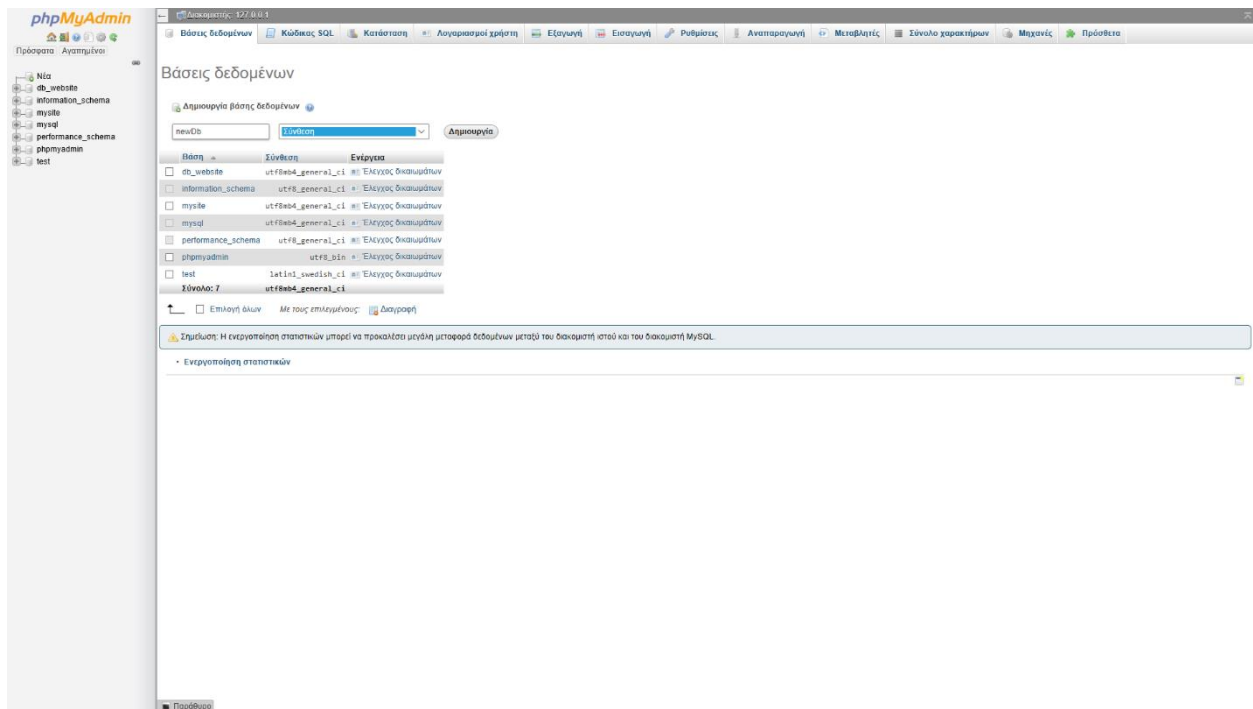 phpMyAdmin
Πρόσφατα Αγαπημένοι
Νέα
db_website
information_schema
mysite
mysql
performance_schema
phpmyadmin
test
Διακομιστής: 127.0.0.1
Βάσεις δεδομένων Κώδικας SQL Κατάσταση Λογαριασμοί χρήστη Εξαγωγή Εισαγωγή Ρυθμίσεις Αναπαραγωγή Μεταβλητές Σύνολο χαρακτήρων Μηχανές Πρόσθετα
Βάσεις δεδομένων
Δημιουργία βάσης δεδομένων
newDb Σύνθεση Δημιουργία
Βάση Σύνθεση Ενέργεια
db_website utf8mb4_general_ci Έλεγχος δικαιωμάτων
information_schema utf8_general_ci Έλεγχος δικαιωμάτων
mysite utf8mb4_general_ci Έλεγχος δικαιωμάτων
mysql utf8mb4_general_ci Έλεγχος δικαιωμάτων
performance_schema utf8_general_ci Έλεγχος δικαιωμάτων
phpmyadmin utf8_bin Έλεγχος δικαιωμάτων
test latin1_swedish_ci Έλεγχος δικαιωμάτων
Σύνολο: 7 utf8mb4_general_ci
Επιλογή όλων Με τους επιλεγμένους: Διαγραφή
Σημείωση: Η ενεργοποίηση στατιστικών μπορεί να προκαλέσει μεγάλη μεταφορά δεδομένων μεταξύ του διακομιστή ιστού και του διακομιστή MySQL.
• Ενεργοποίηση στατιστικών
Παράθυρο